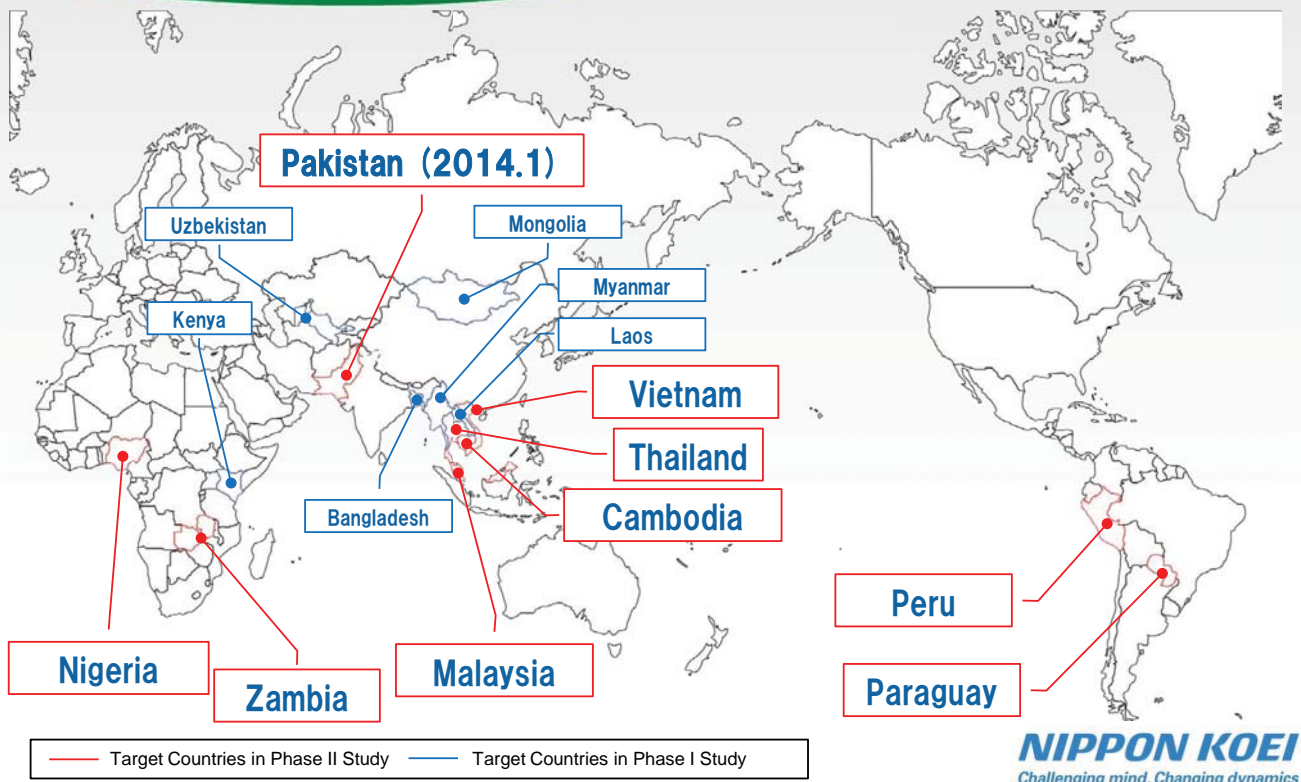 Pakistan (2014.1)
Uzbekistan
Mongolia
Myanmar
Kenya
Laos
Vietnam
Thailand
Bangladesh
Cambodia
Peru
Nigeria
Malaysia
Zambia
Paraguay
Target Countries in Phase II Study
Target Countries in Phase I Study
NIPPON KOEI
Challenging mind, Changing dynamics